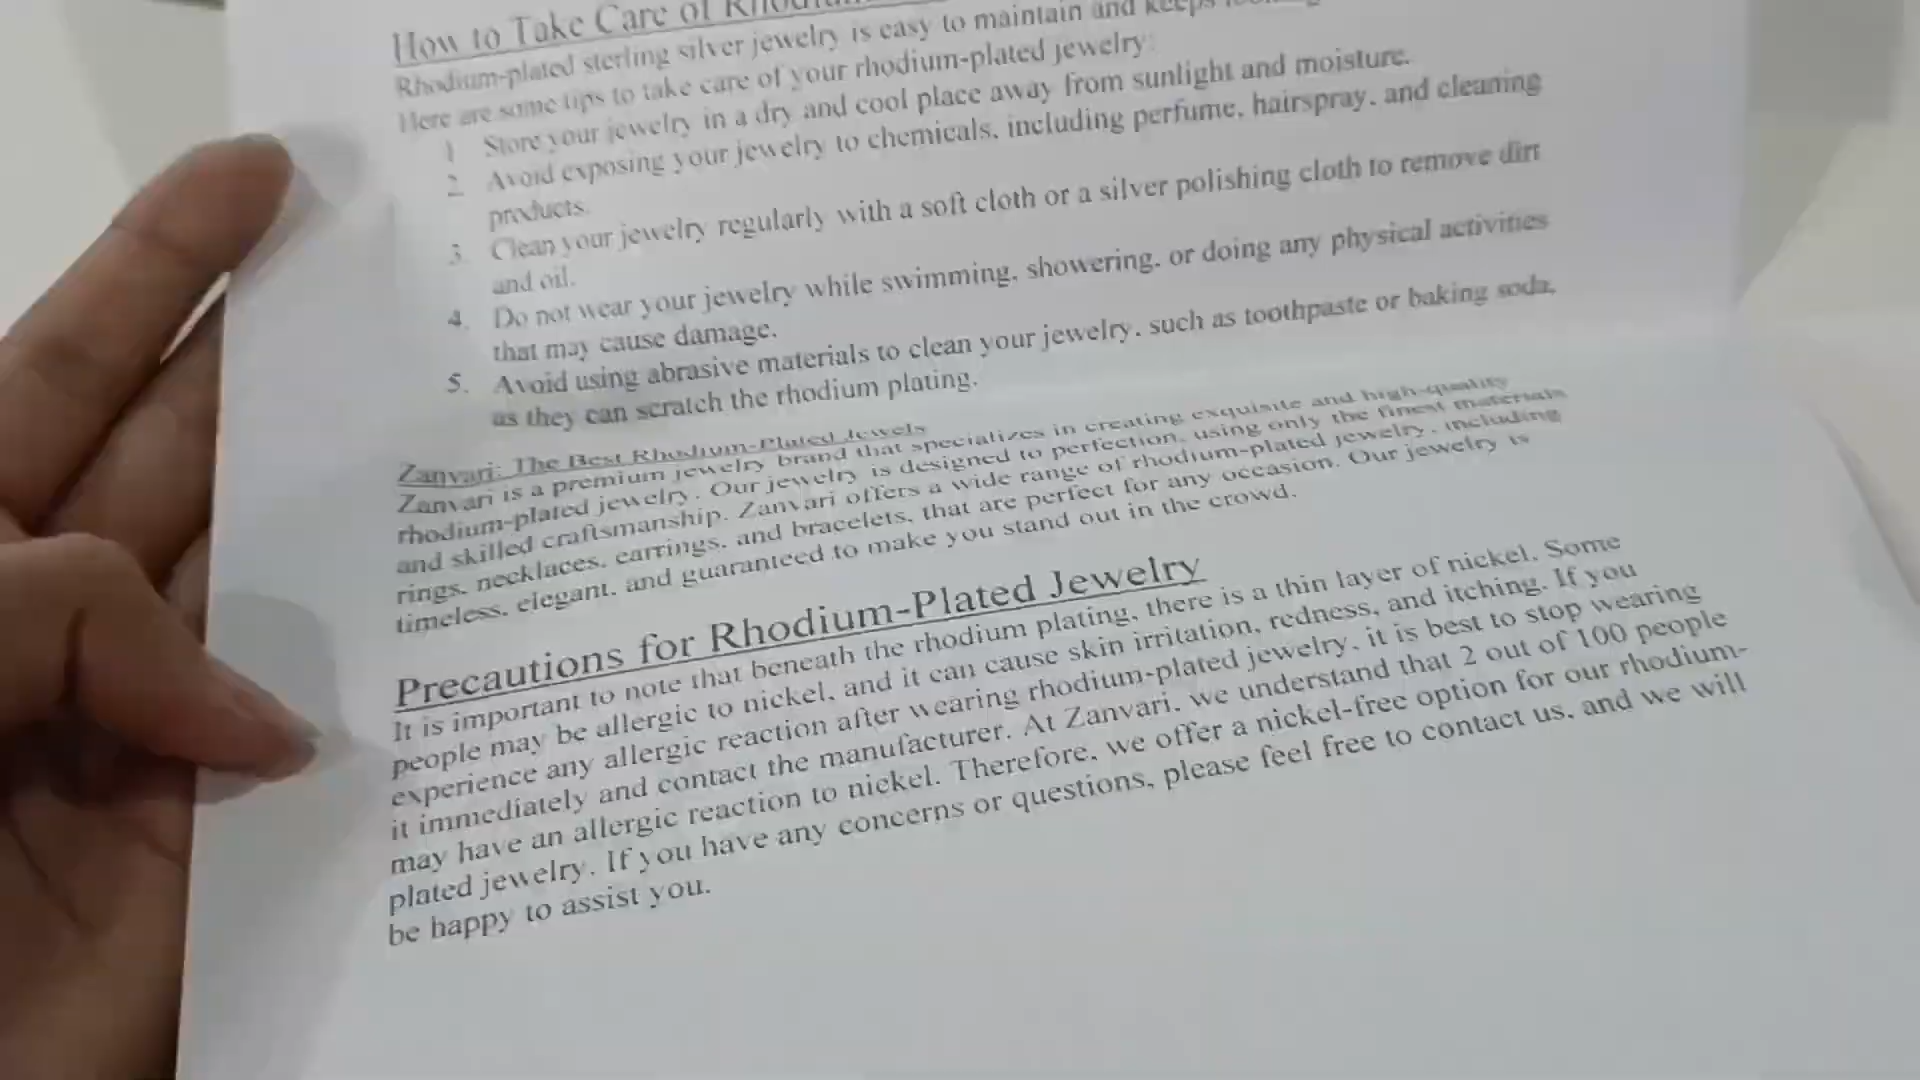 How to Take Care of
Rhodium-plated sterling silver jewelry is easy to maintain and keeps
Here are some tips to take care of your rhodium-plated jewelry:
1. Store your jewelry in a dry and cool place away from sunlight and moisture.
2. Avoid exposing your jewelry to chemicals, including perfume, hairspray, and cleaning
products.
3. Clean your jewelry regularly with a soft cloth or a silver polishing cloth to remove dirt
and oil.
4. Do not wear your jewelry while swimming, showering, or doing any physical activities
that may cause damage.
5. Avoid using abrasive materials to clean your jewelry, such as toothpaste or baking soda,
as they can scratch the rhodium plating.
Zanvari: The Best Rhodium-Plated Jewels
Zanvari is a premium jewelry brand that specializes in creating exquisite and high-quality
rhodium-plated jewelry. Our jewelry is designed to perfection, using only the finest materials
and skilled craftsmanship. Zanvari offers a wide range of rhodium-plated jewelry, including
rings, necklaces, earrings, and bracelets, that are perfect for any occasion. Our jewelry is
timeless, elegant, and guaranteed to make you stand out in the crowd.
Precautions for Rhodium-Plated Jewelry
It is important to note that beneath the rhodium plating, there is a thin layer of nickel. Some
people may be allergic to nickel, and it can cause skin irritation, redness, and itching. If you
experience any allergic reaction after wearing rhodium-plated jewelry, it is best to stop wearing
it immediately and contact the manufacturer. At Zanvari, we understand that 2 out of 100 people
may have an allergic reaction to nickel. Therefore, we offer a nickel-free option for our rhodium-
plated jewelry. If you have any concerns or questions, please feel free to contact us, and we will
be happy to assist you.